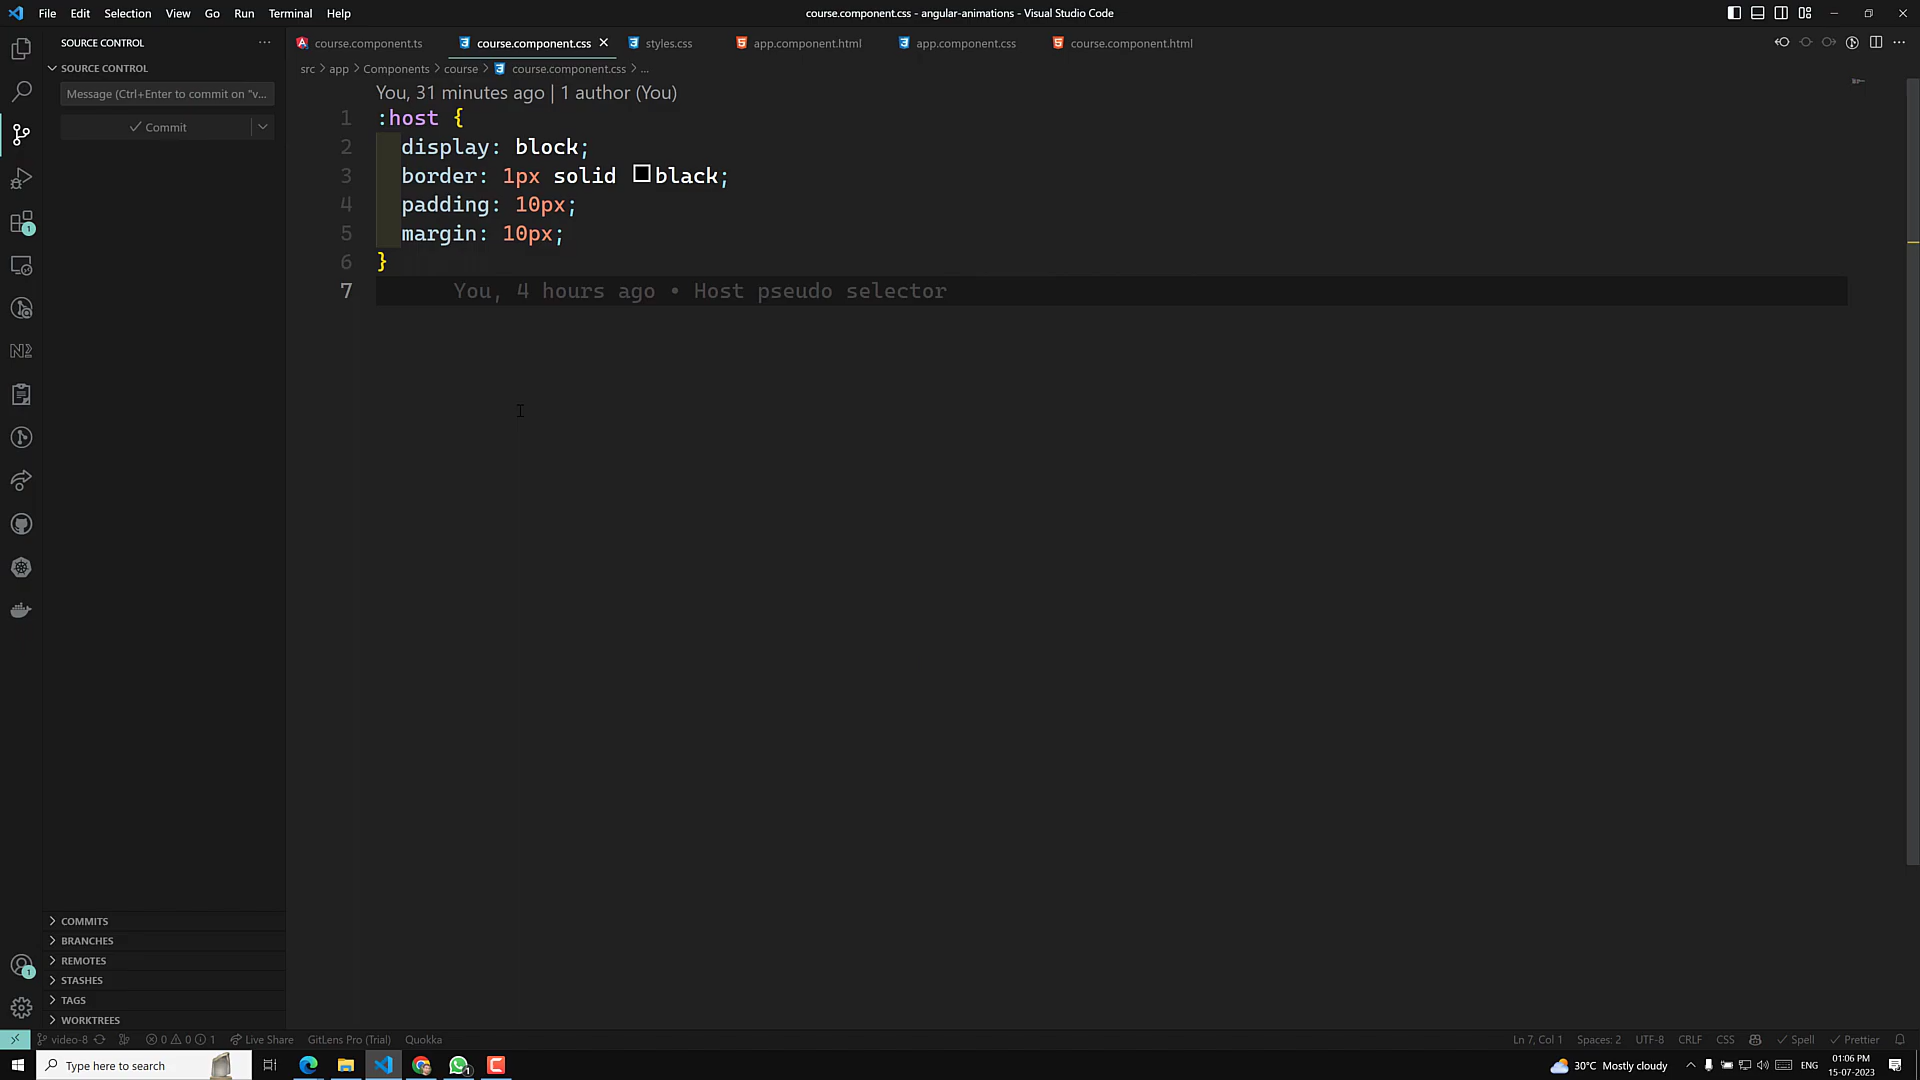 File Edit Selection View Go Run Terminal Help
course.component.css - angular-animations - Visual Studio Code
SOURCE CONTROL
course.component.ts course.component.css styles.css app.component.html app.component.css course.component.html
SOURCE CONTROL
src > app > Components > course > course.component.css > ...
Message (Ctrl+Enter to commit on "v...
Commit
You, 31 minutes ago | 1 author (You)
1 :host {
2 display: block;
3 border: 1px solid black;
4 padding: 10px;
5 margin: 10px;
6 }
7 You, 4 hours ago • Host pseudo selector
COMMITS
BRANCHES
REMOTES
STASHES
TAGS
WORKTREES
video-8 0 0 1 Live Share GitLens Pro (Trial) Quokka
Ln 7, Col 1 Spaces: 2 UTF-8 CRLF CSS Spell Prettier
Type here to search
30°C Mostly cloudy ENG
01:06 PM
15-07-2023